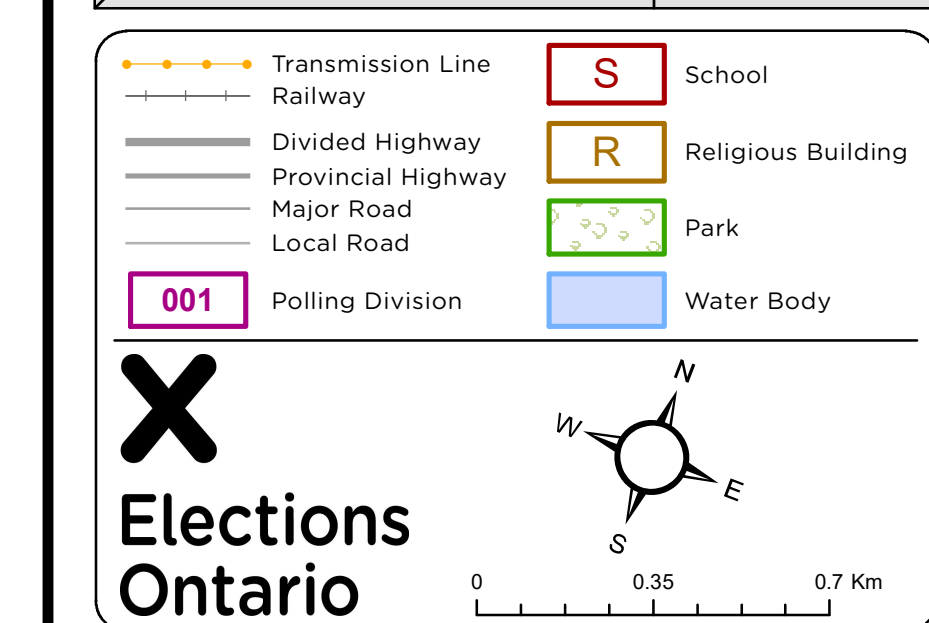 Transmission Line
Railway
Divided Highway
Provincial Highway
Major Road
Local Road
001 Polling Division
S School
R Religious Building
Park
Water Body
Elections
Ontario
N
W
E
S
0 0.35 0.7 Km